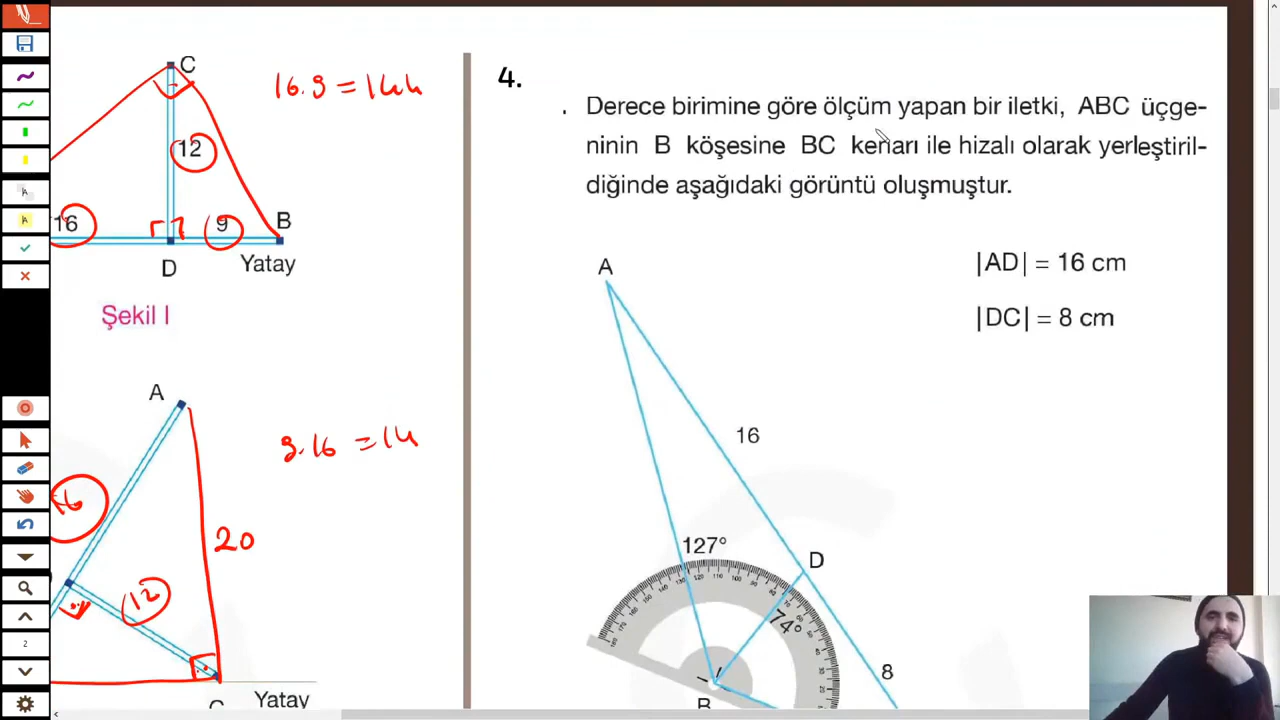 C
16.9 = 144
12
16
9
B
D
Yatay
Şekil I
A
9.16 = 14
16
20
12
C
Yatay
4.
. Derece birimine göre ölçüm yapan bir iletki, ABC üçge-
ninin B köşesine BC kenarı ile hizalı olarak yerleştiril-
diğinde aşağıdaki görüntü oluşmuştur.
|AD| = 16 cm
|DC| = 8 cm
A
16
127°
D
74°
8
B
2